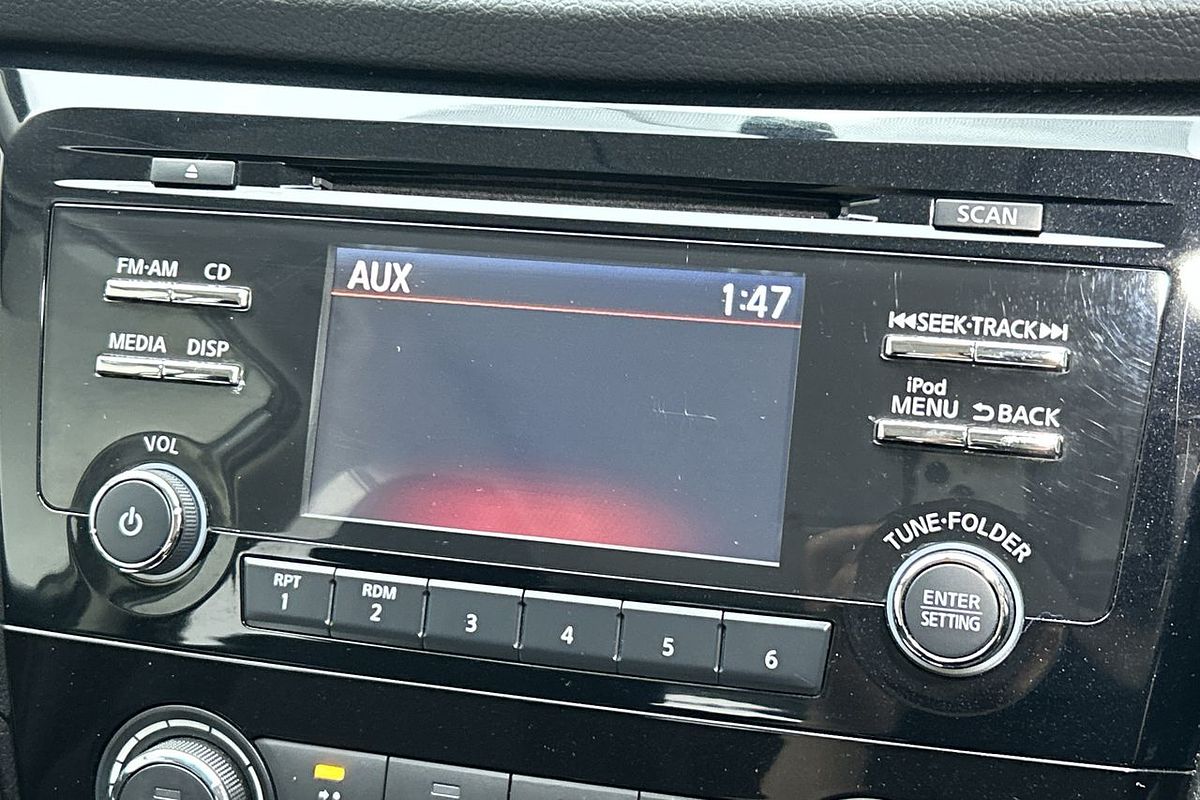 SCAN
FM·AM CD
AUX 1:47
MEDIA DISP
SEEK·TRACK
iPod
MENU BACK
VOL
TUNE·FOLDER
ENTER
SETTING
RPT RDM
1 2 3 4 5 6